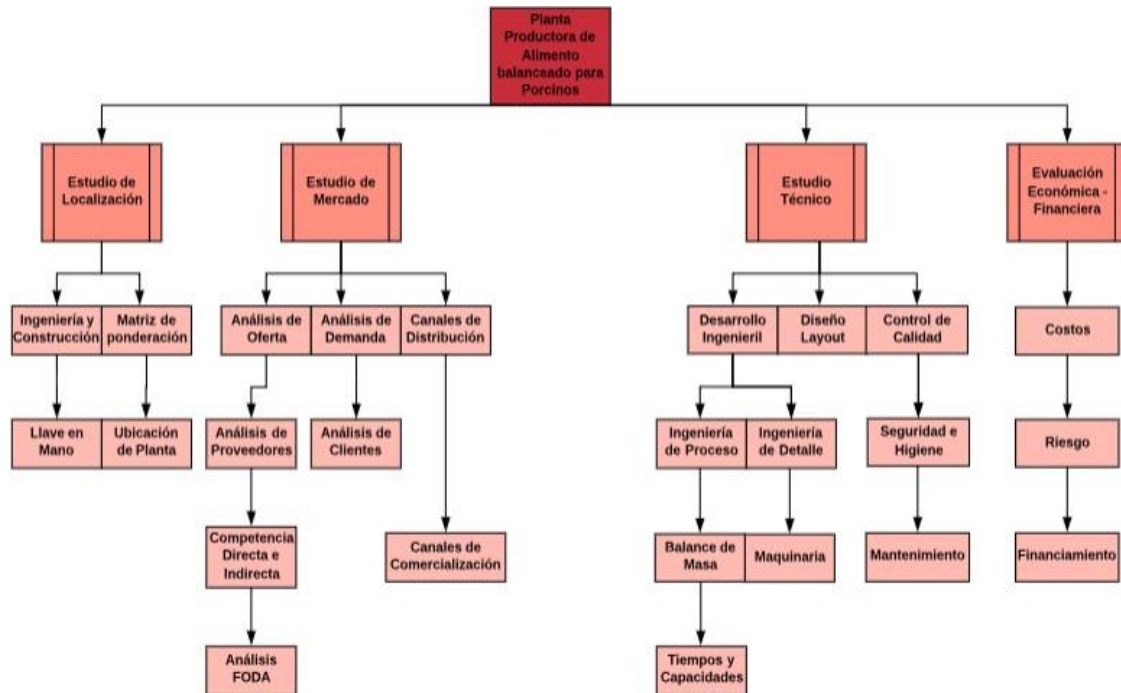 Planta
Productora de
Alimento
balanceado para
Porcinos
Estudio de
Localización
Estudio de
Mercado
Estudio
Técnico
Evaluación
Económica -
Financiera
Ingeniería y
Construcción
Matriz de
ponderación
Análisis de
Oferta
Análisis de
Demanda
Canales de
Distribución
Desarrollo
Ingenieril
Diseño
Layout
Control de
Calidad
Costos
Llave en
Mano
Ubicación
de Planta
Análisis de
Proveedores
Análisis de
Clientes
Ingeniería
de Proceso
Ingeniería
de Detalle
Seguridad e
Higiene
Riesgo
Competencia
Directa e
Indirecta
Canales de
Comercialización
Balance de
Masa
Maquinaria
Mantenimiento
Financiamiento
Análisis
FODA
Tiempos y
Capacidades